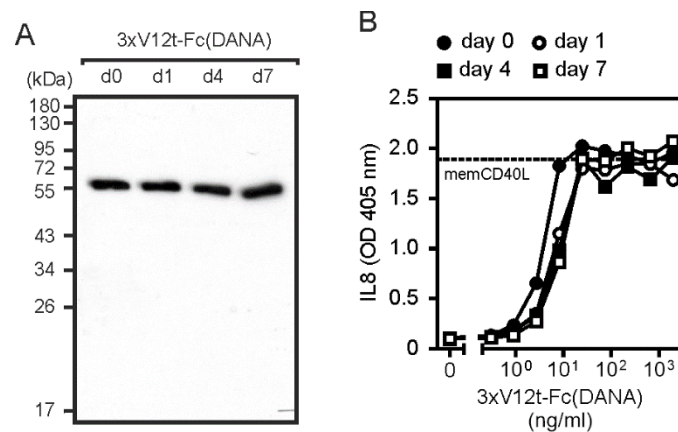 A
3xV12t-Fc(DANA)
(kDa) d0 d1 d4 d7
180
130
95
72
55
43
34
26
17
B
● day 0 ○ day 1
■ day 4 □ day 7
2.5
2.0
1.5
1.0
0.5
0
memCD40L
IL8 (OD 405 nm)
0 10⁰ 10¹ 10² 10³
3xV12t-Fc(DANA)
(ng/ml)